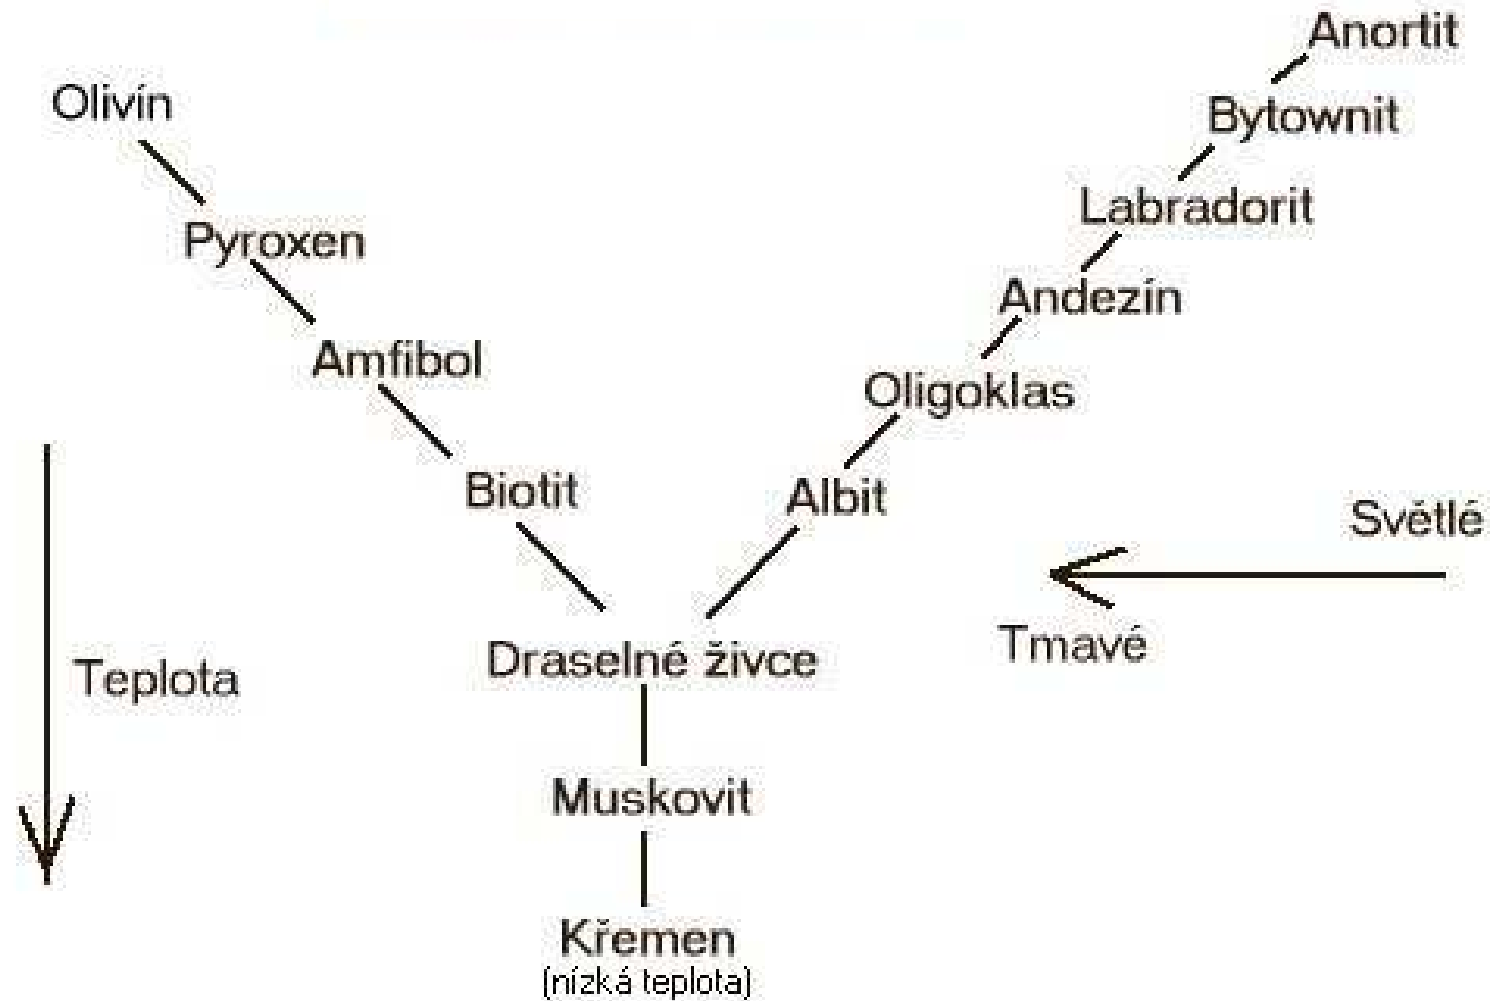 Anortit
Olivín
Bytownit
Labradorit
Pyroxen
Andezín
Amfibol
Oligoklas
Biotit
Albit
Světlé
Tmavé
Draselné živce
Teplota
Muskovit
Křemen
(nízká teplota)